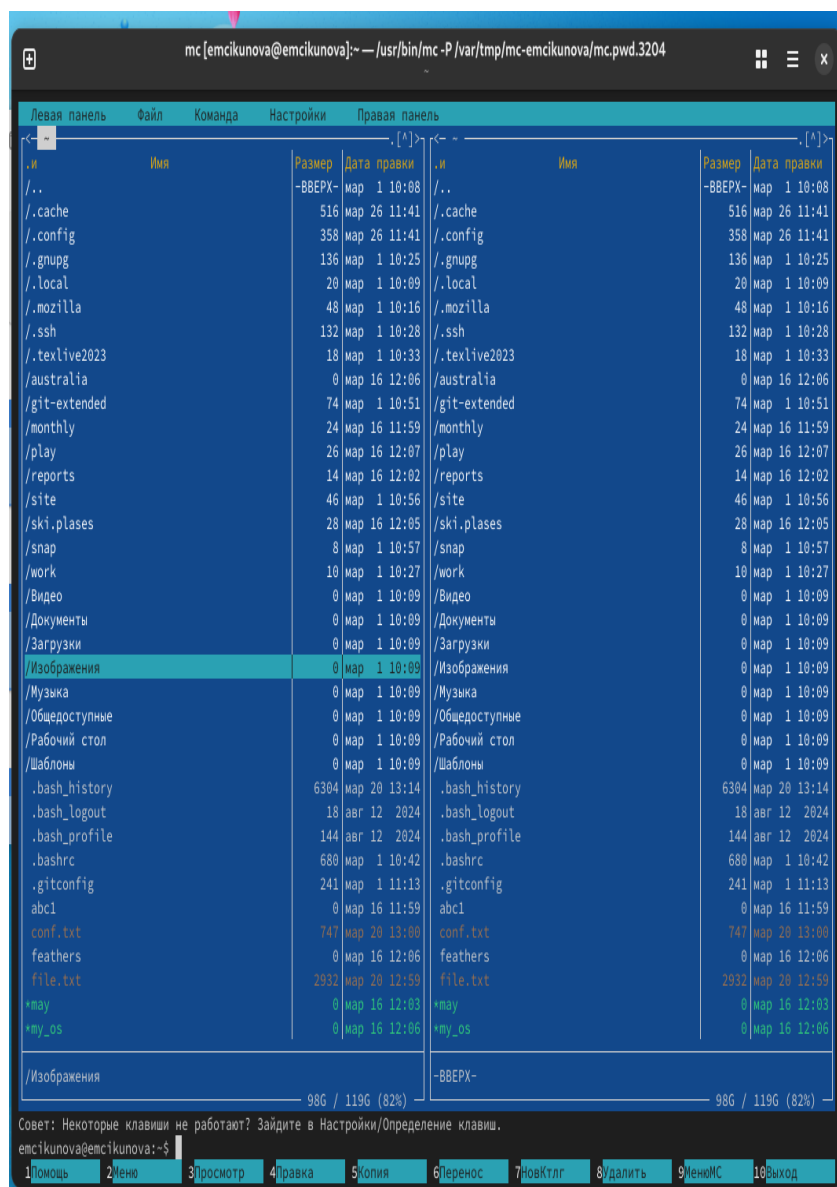 mc [emcikunova@emcikunova]:~ — /usr/bin/mc -P /var/tmp/mc-emcikunova/mc.pwd.3204
~
Левая панель Файл Команда Настройки Правая панель
<- ~ .[^]> <- ~ .[^]>
.и Имя Размер Дата правки .и Имя Размер Дата правки
/.. -ВВЕРХ- мар 1 10:08 /.. -ВВЕРХ- мар 1 10:08
/.cache 516 мар 26 11:41 /.cache 516 мар 26 11:41
/.config 358 мар 26 11:41 /.config 358 мар 26 11:41
/.gnupg 136 мар 1 10:25 /.gnupg 136 мар 1 10:25
/.local 20 мар 1 10:09 /.local 20 мар 1 10:09
/.mozilla 48 мар 1 10:16 /.mozilla 48 мар 1 10:16
/.ssh 132 мар 1 10:28 /.ssh 132 мар 1 10:28
/.texlive2023 18 мар 1 10:33 /.texlive2023 18 мар 1 10:33
/australia 0 мар 16 12:06 /australia 0 мар 16 12:06
/git-extended 74 мар 1 10:51 /git-extended 74 мар 1 10:51
/monthly 24 мар 16 11:59 /monthly 24 мар 16 11:59
/play 26 мар 16 12:07 /play 26 мар 16 12:07
/reports 14 мар 16 12:02 /reports 14 мар 16 12:02
/site 46 мар 1 10:56 /site 46 мар 1 10:56
/ski.plases 28 мар 16 12:05 /ski.plases 28 мар 16 12:05
/snap 8 мар 1 10:57 /snap 8 мар 1 10:57
/work 10 мар 1 10:27 /work 10 мар 1 10:27
/Видео 0 мар 1 10:09 /Видео 0 мар 1 10:09
/Документы 0 мар 1 10:09 /Документы 0 мар 1 10:09
/Загрузки 0 мар 1 10:09 /Загрузки 0 мар 1 10:09
/Изображения 0 мар 1 10:09 /Изображения 0 мар 1 10:09
/Музыка 0 мар 1 10:09 /Музыка 0 мар 1 10:09
/Общедоступные 0 мар 1 10:09 /Общедоступные 0 мар 1 10:09
/Рабочий стол 0 мар 1 10:09 /Рабочий стол 0 мар 1 10:09
/Шаблоны 0 мар 1 10:09 /Шаблоны 0 мар 1 10:09
.bash_history 6304 мар 20 13:14 .bash_history 6304 мар 20 13:14
.bash_logout 18 авг 12 2024 .bash_logout 18 авг 12 2024
.bash_profile 144 авг 12 2024 .bash_profile 144 авг 12 2024
.bashrc 680 мар 1 10:42 .bashrc 680 мар 1 10:42
.gitconfig 241 мар 1 11:13 .gitconfig 241 мар 1 11:13
abc1 0 мар 16 11:59 abc1 0 мар 16 11:59
conf.txt 747 мар 20 13:00 conf.txt 747 мар 20 13:00
feathers 0 мар 16 12:06 feathers 0 мар 16 12:06
file.txt 2932 мар 20 12:59 file.txt 2932 мар 20 12:59
*may 0 мар 16 12:03 *may 0 мар 16 12:03
*my_os 0 мар 16 12:06 *my_os 0 мар 16 12:06
/Изображения -ВВЕРХ-
98G / 119G (82%) 98G / 119G (82%)
Совет: Некоторые клавиши не работают? Зайдите в Настройки/Определение клавиш.
emcikunova@emcikunova:~$
1Помощь 2Меню 3Просмотр 4Правка 5Копия 6Перенос 7НовКтлг 8Удалить 9МенюМС 10Выход